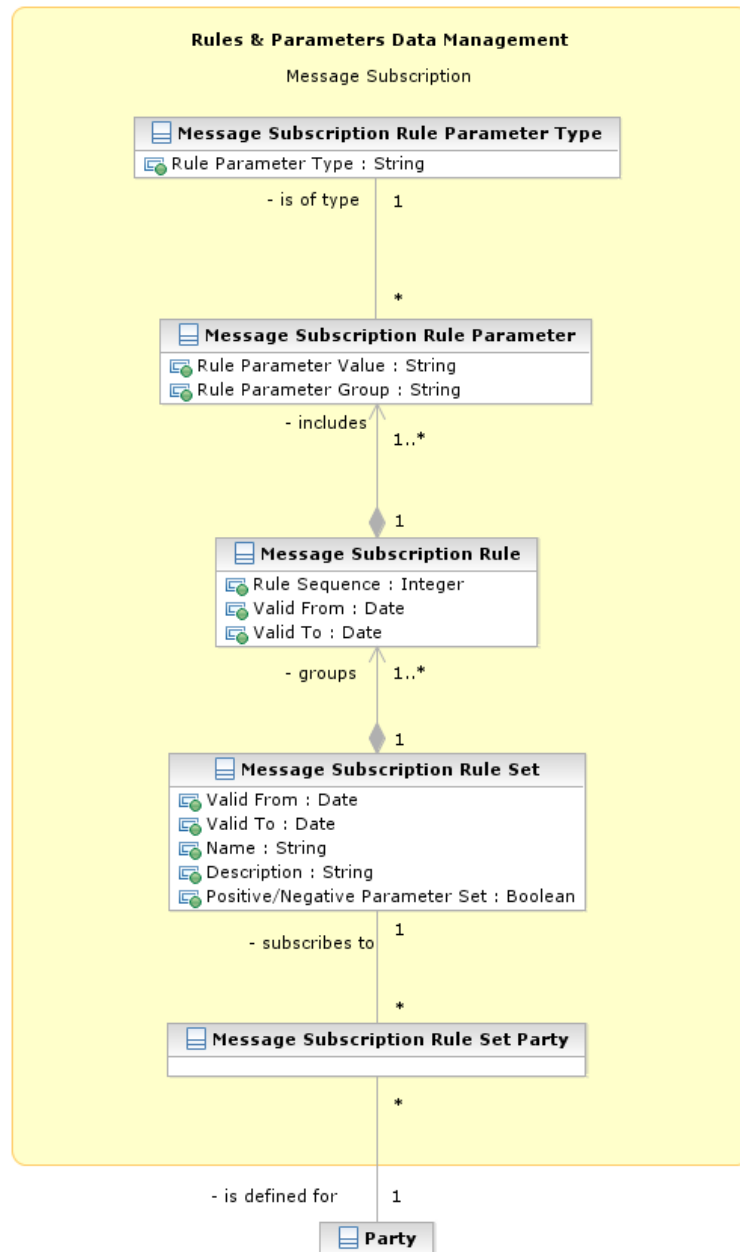 Rules & Parameters Data Management
Message Subscription
Message Subscription Rule Parameter Type
Rule Parameter Type : String
- is of type 1
*
Message Subscription Rule Parameter
Rule Parameter Value : String
Rule Parameter Group : String
- includes 1..*
1
Message Subscription Rule
Rule Sequence : Integer
Valid From : Date
Valid To : Date
- groups 1..*
1
Message Subscription Rule Set
Valid From : Date
Valid To : Date
Name : String
Description : String
Positive/Negative Parameter Set : Boolean
1
- subscribes to
*
Message Subscription Rule Set Party
*
- is defined for 1
Party